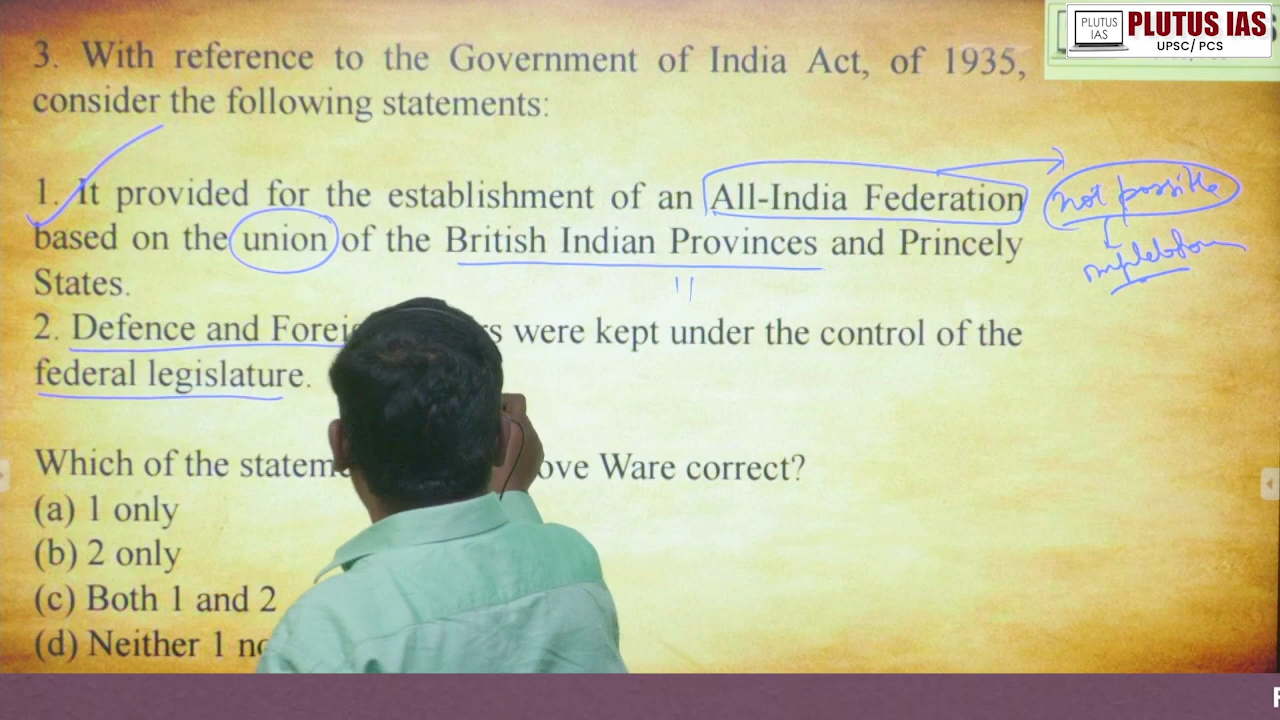 PLUTUS
IAS
PLUTUS IAS
UPSC/ PCS
3. With reference to the Government of India Act, of 1935,
consider the following statements:
1. It provided for the establishment of an All-India Federation
not possible
based on the union of the British Indian Provinces and Princely
States.
2. Defence and were kept under the control of the
federal legislature.
Which of the Ware correct?
(a) 1 only
(b) 2 only
(c) Both 1 and 2
(d) Neither 1